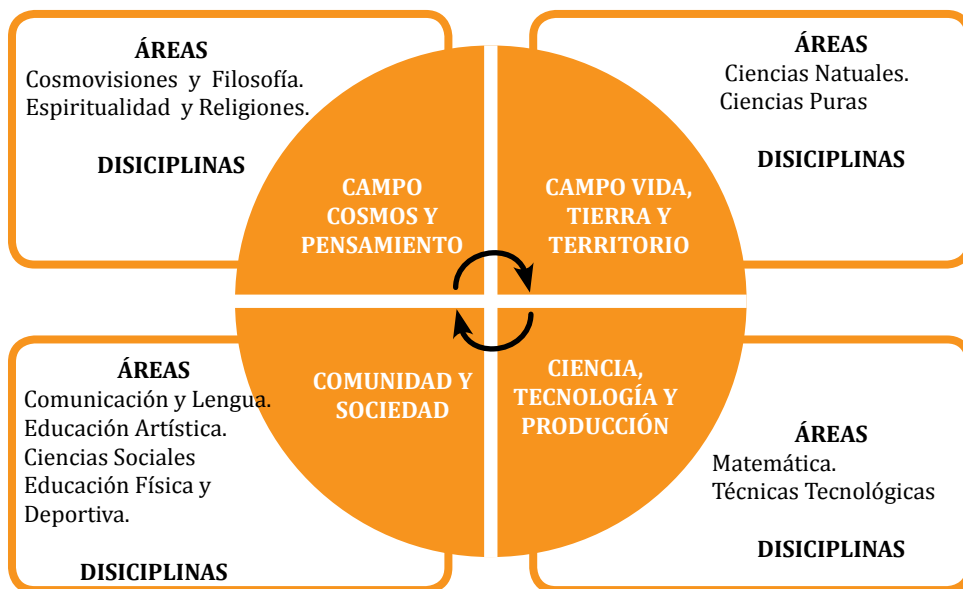 ÁREAS
Cosmovisiones y Filosofía.
Espiritualidad y Religiones.
DISICIPLINAS
ÁREAS
Ciencias Natuales.
Ciencias Puras
DISICIPLINAS
CAMPO
COSMOS Y
PENSAMIENTO
CAMPO VIDA,
TIERRA Y
TERRITORIO
COMUNIDAD Y
SOCIEDAD
CIENCIA,
TECNOLOGÍA Y
PRODUCCIÓN
ÁREAS
Comunicación y Lengua.
Educación Artística.
Ciencias Sociales
Educación Física y
Deportiva.
DISICIPLINAS
ÁREAS
Matemática.
Técnicas Tecnológicas
DISICIPLINAS